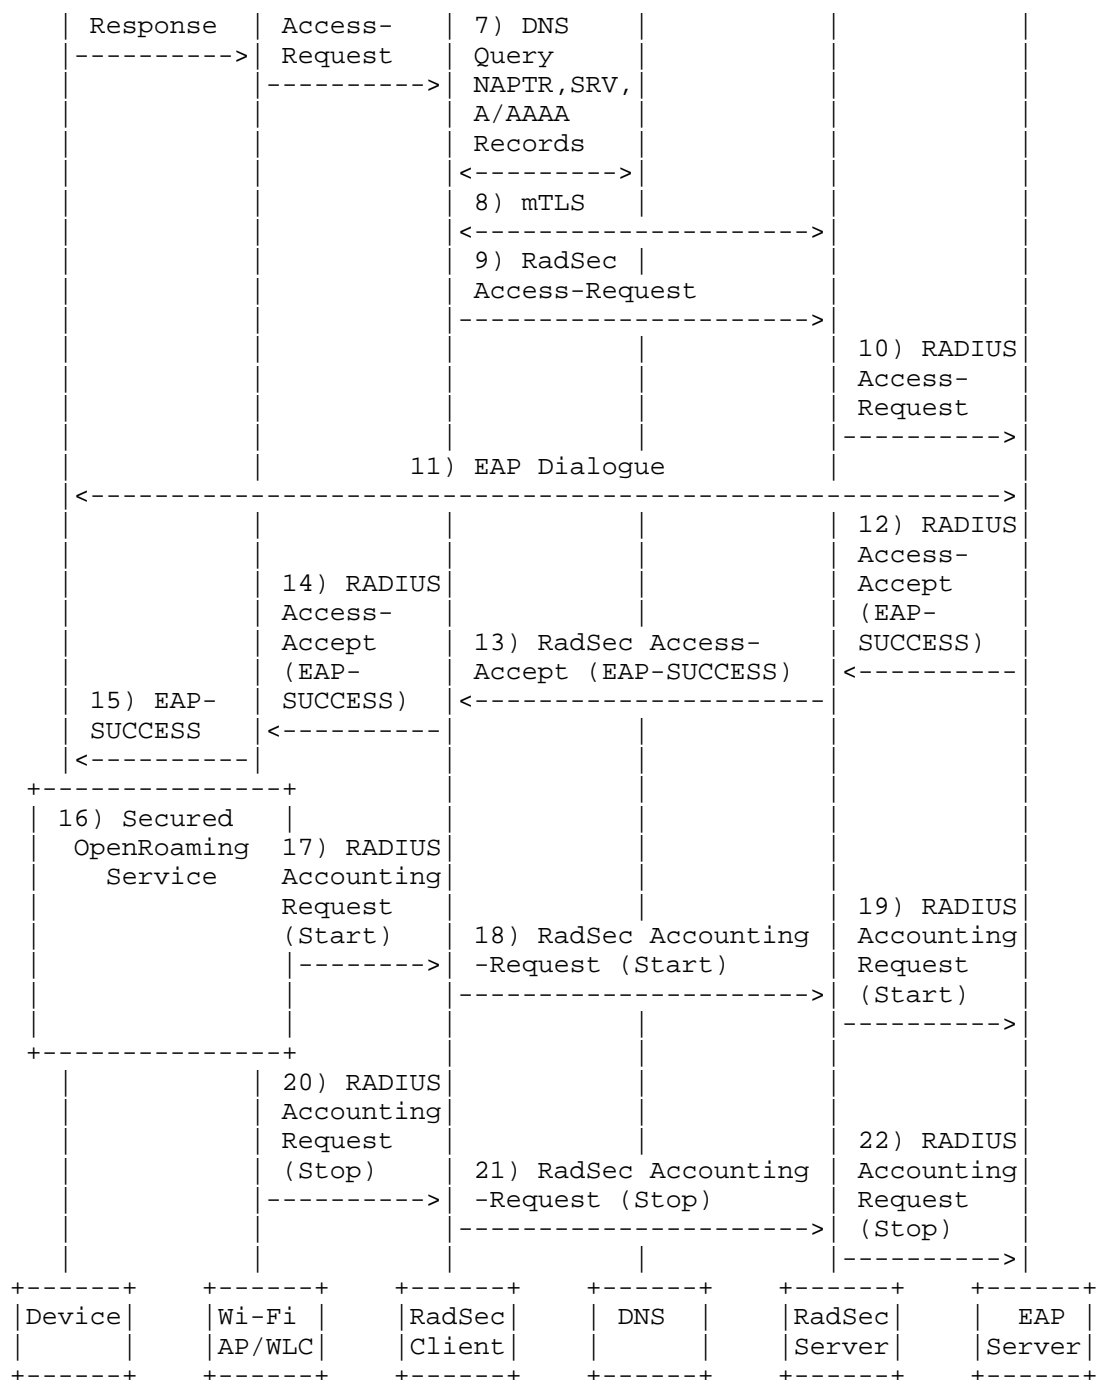 Response Access- 7) DNS
Request Query
NAPTR,SRV,
A/AAAA
Records
8) mTLS
9) RadSec
Access-Request
10) RADIUS
Access-
Request
11) EAP Dialogue
12) RADIUS
Access-
14) RADIUS Accept
Access- (EAP-
Accept 13) RadSec Access- SUCCESS)
(EAP- Accept (EAP-SUCCESS)
15) EAP- SUCCESS)
SUCCESS
16) Secured
OpenRoaming 17) RADIUS
Service Accounting
Request 19) RADIUS
(Start) 18) RadSec Accounting Accounting
-Request (Start) Request
(Start)
20) RADIUS
Accounting
Request 22) RADIUS
(Stop) 21) RadSec Accounting Accounting
-Request (Stop) Request
(Stop)
Device Wi-Fi RadSec DNS RadSec EAP
AP/WLC Client Server Server